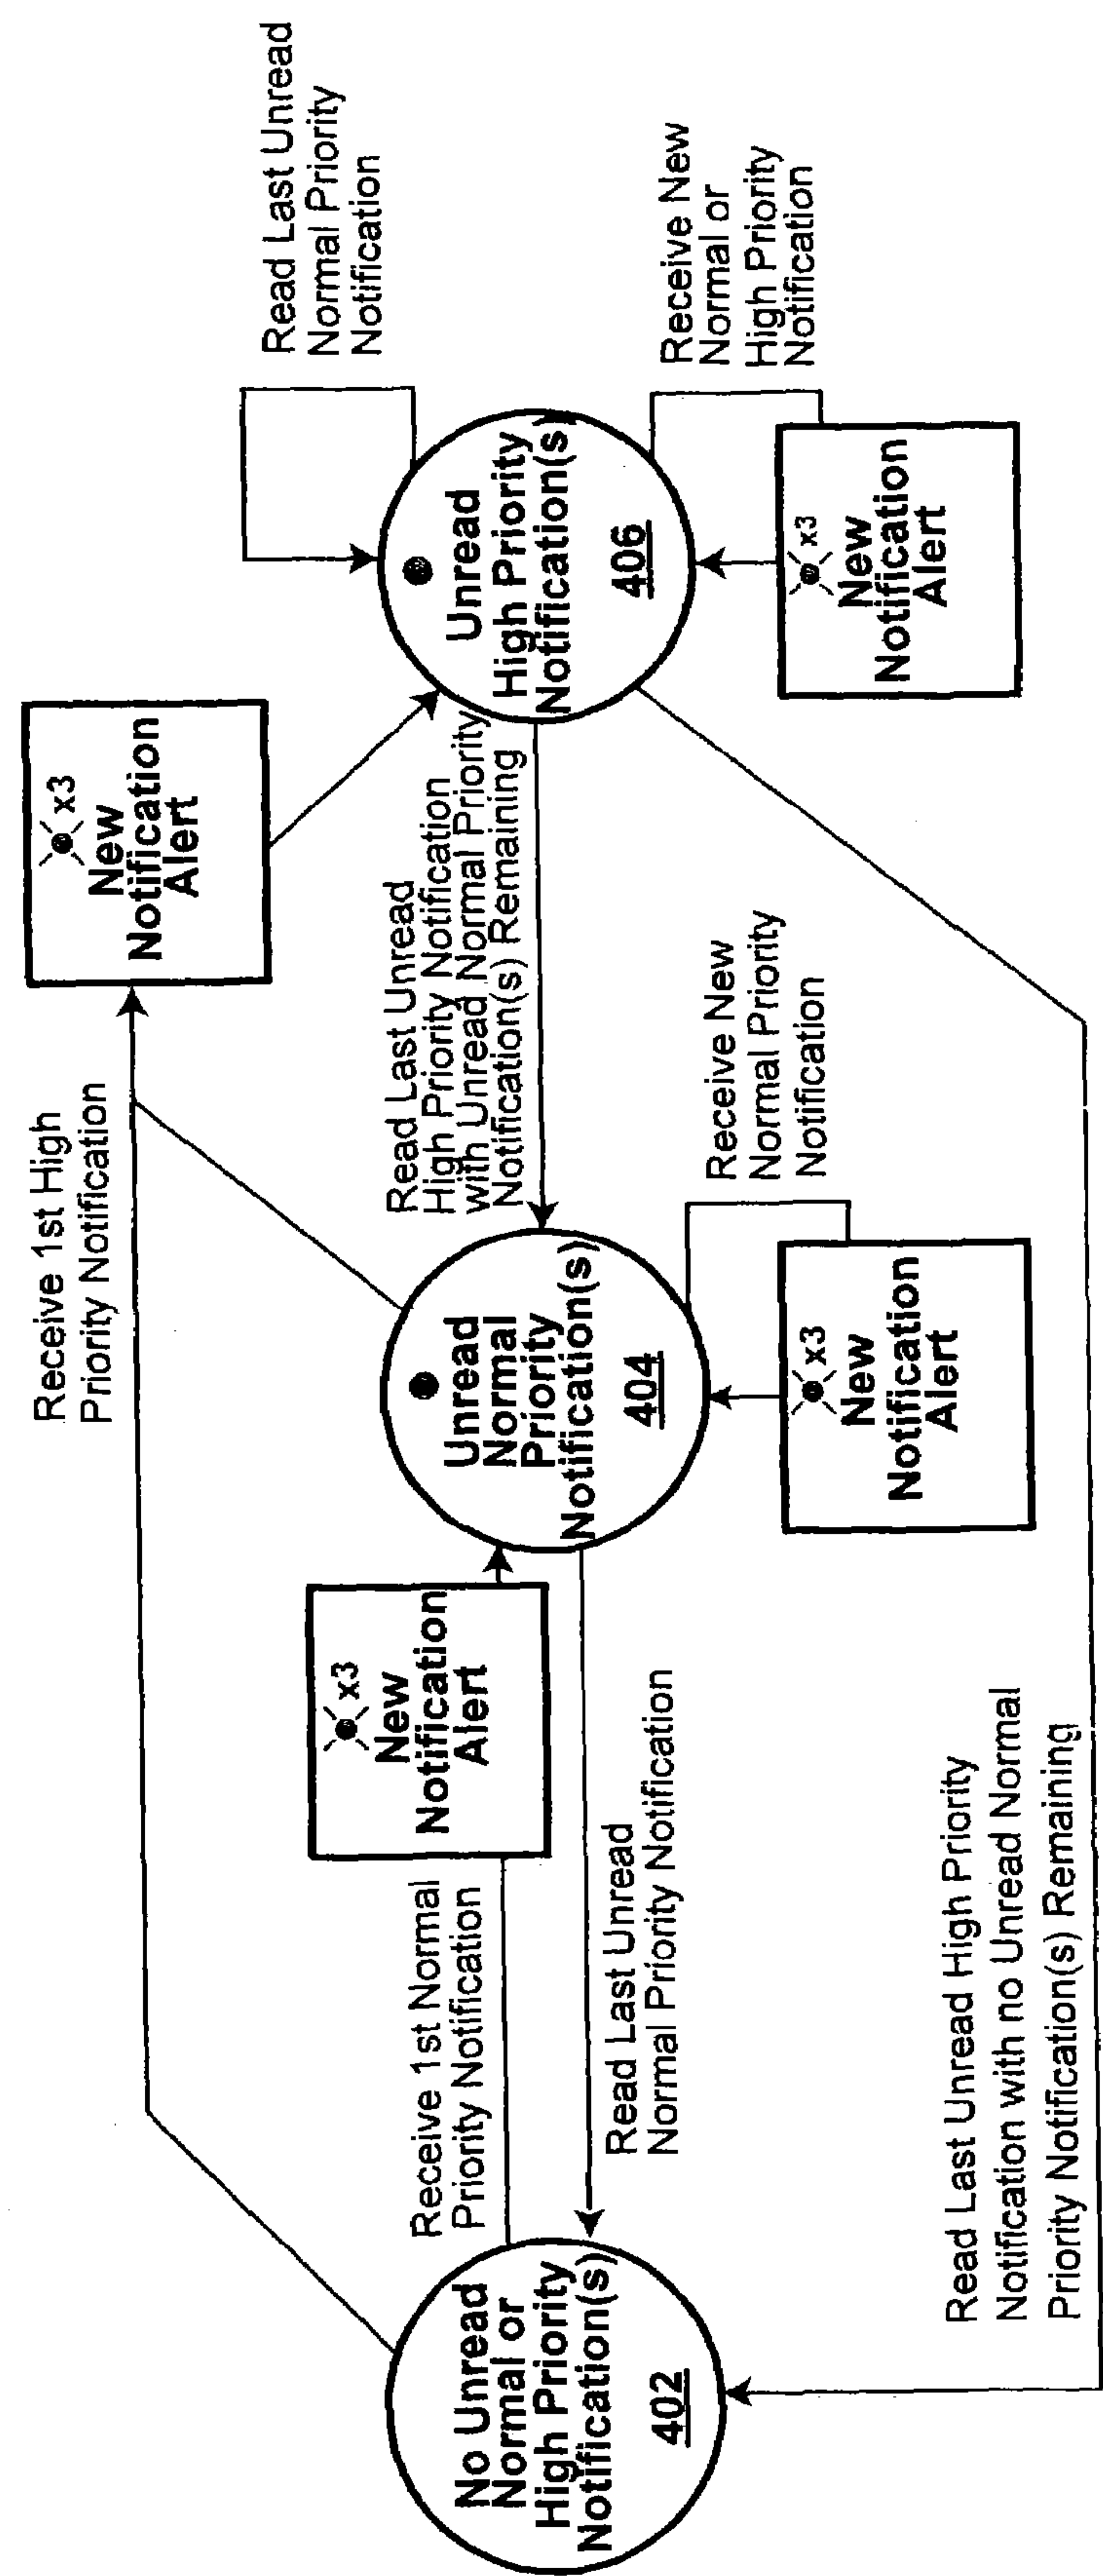 Receive 1st High
Priority Notification
x3
New
Notification
Alert
Read Last Unread
Normal Priority
Notification
No Unread
Normal or
High Priority
Notification(s)
402
Receive 1st Normal
Priority Notification
x3
New
Notification
Alert
Read Last Unread
Normal Priority Notification
Unread
Normal
Priority
Notification(s)
404
Read Last Unread
High Priority Notification
with Unread Normal Priority
Notification(s) Remaining
Unread
High Priority
Notification(s)
406
x3
New
Notification
Alert
Receive New
Normal Priority
Notification
x3
New
Notification
Alert
Receive New
Normal or
High Priority
Notification
Read Last Unread High Priority
Notification with no Unread Normal
Priority Notification(s) Remaining